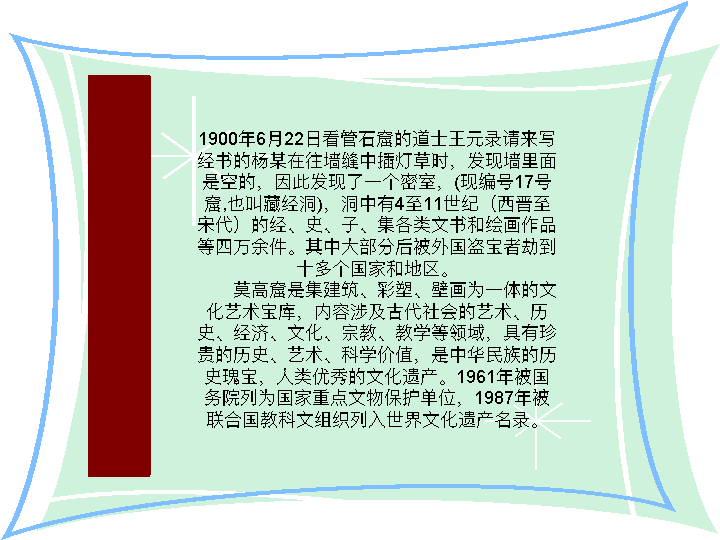 1900年6月22日看管石窟的道士王元录请来写
经书的杨某在往墙缝中插灯草时，发现墙里面
是空的，因此发现了一个密室，(现编号17号
窟,也叫藏经洞)，洞中有4至11世纪（西晋至
宋代）的经、史、子、集各类文书和绘画作品
等四万余件。其中大部分后被外国盗宝者劫到
十多个国家和地区。
莫高窟是集建筑、彩塑、壁画为一体的文
化艺术宝库，内容涉及古代社会的艺术、历
史、经济、文化、宗教、教学等领域，具有珍
贵的历史、艺术、科学价值，是中华民族的历
史瑰宝，人类优秀的文化遗产。1961年被国
务院列为国家重点文物保护单位，1987年被
联合国教科文组织列入世界文化遗产名录。